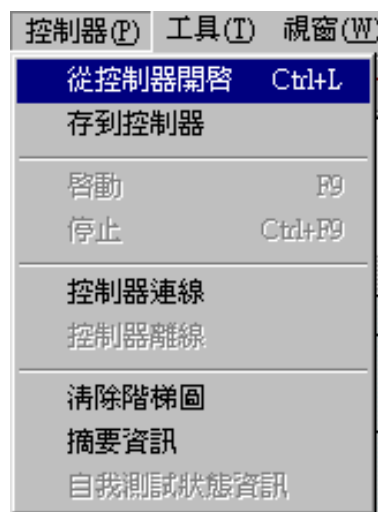 控制器(P) 工具(T) 視窗(W)
從控制器開啓 Ctrl+L
存到控制器
啓動 F9
停止 Ctrl+F9
控制器連線
控制器離線
清除階梯圖
摘要資訊
自我測試狀態資訊